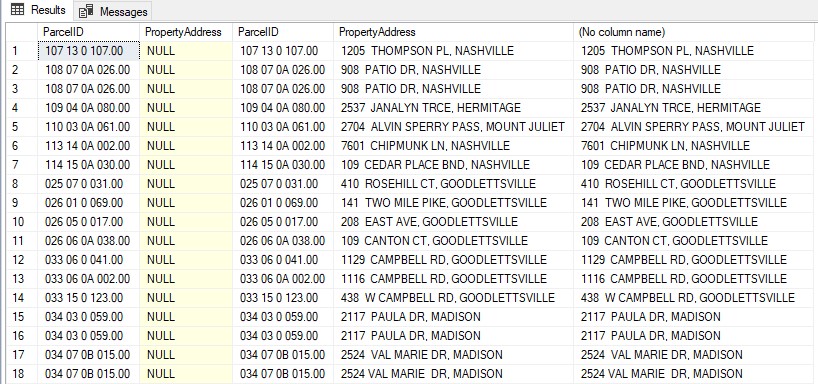 Results Messages
ParcelID PropertyAddress ParcelID PropertyAddress (No column name)
1 107 13 0 107.00 NULL 107 13 0 107.00 1205 THOMPSON PL, NASHVILLE 1205 THOMPSON PL, NASHVILLE
2 108 07 0A 026.00 NULL 108 07 0A 026.00 908 PATIO DR, NASHVILLE 908 PATIO DR, NASHVILLE
3 108 07 0A 026.00 NULL 108 07 0A 026.00 908 PATIO DR, NASHVILLE 908 PATIO DR, NASHVILLE
4 109 04 0A 080.00 NULL 109 04 0A 080.00 2537 JANALYN TRCE, HERMITAGE 2537 JANALYN TRCE, HERMITAGE
5 110 03 0A 061.00 NULL 110 03 0A 061.00 2704 ALVIN SPERRY PASS, MOUNT JULIET 2704 ALVIN SPERRY PASS, MOUNT JULIET
6 113 14 0A 002.00 NULL 113 14 0A 002.00 7601 CHIPMUNK LN, NASHVILLE 7601 CHIPMUNK LN, NASHVILLE
7 114 15 0A 030.00 NULL 114 15 0A 030.00 109 CEDAR PLACE BND, NASHVILLE 109 CEDAR PLACE BND, NASHVILLE
8 025 07 0 031.00 NULL 025 07 0 031.00 410 ROSEHILL CT, GOODLETTSVILLE 410 ROSEHILL CT, GOODLETTSVILLE
9 026 01 0 069.00 NULL 026 01 0 069.00 141 TWO MILE PIKE, GOODLETTSVILLE 141 TWO MILE PIKE, GOODLETTSVILLE
10 026 05 0 017.00 NULL 026 05 0 017.00 208 EAST AVE, GOODLETTSVILLE 208 EAST AVE, GOODLETTSVILLE
11 026 06 0A 038.00 NULL 026 06 0A 038.00 109 CANTON CT, GOODLETTSVILLE 109 CANTON CT, GOODLETTSVILLE
12 033 06 0 041.00 NULL 033 06 0 041.00 1129 CAMPBELL RD, GOODLETTSVILLE 1129 CAMPBELL RD, GOODLETTSVILLE
13 033 06 0A 002.00 NULL 033 06 0A 002.00 1116 CAMPBELL RD, GOODLETTSVILLE 1116 CAMPBELL RD, GOODLETTSVILLE
14 033 15 0 123.00 NULL 033 15 0 123.00 438 W CAMPBELL RD, GOODLETTSVILLE 438 W CAMPBELL RD, GOODLETTSVILLE
15 034 03 0 059.00 NULL 034 03 0 059.00 2117 PAULA DR, MADISON 2117 PAULA DR, MADISON
16 034 03 0 059.00 NULL 034 03 0 059.00 2117 PAULA DR, MADISON 2117 PAULA DR, MADISON
17 034 07 0B 015.00 NULL 034 07 0B 015.00 2524 VAL MARIE DR, MADISON 2524 VAL MARIE DR, MADISON
18 034 07 0B 015.00 NULL 034 07 0B 015.00 2524 VAL MARIE DR, MADISON 2524 VAL MARIE DR, MADISON